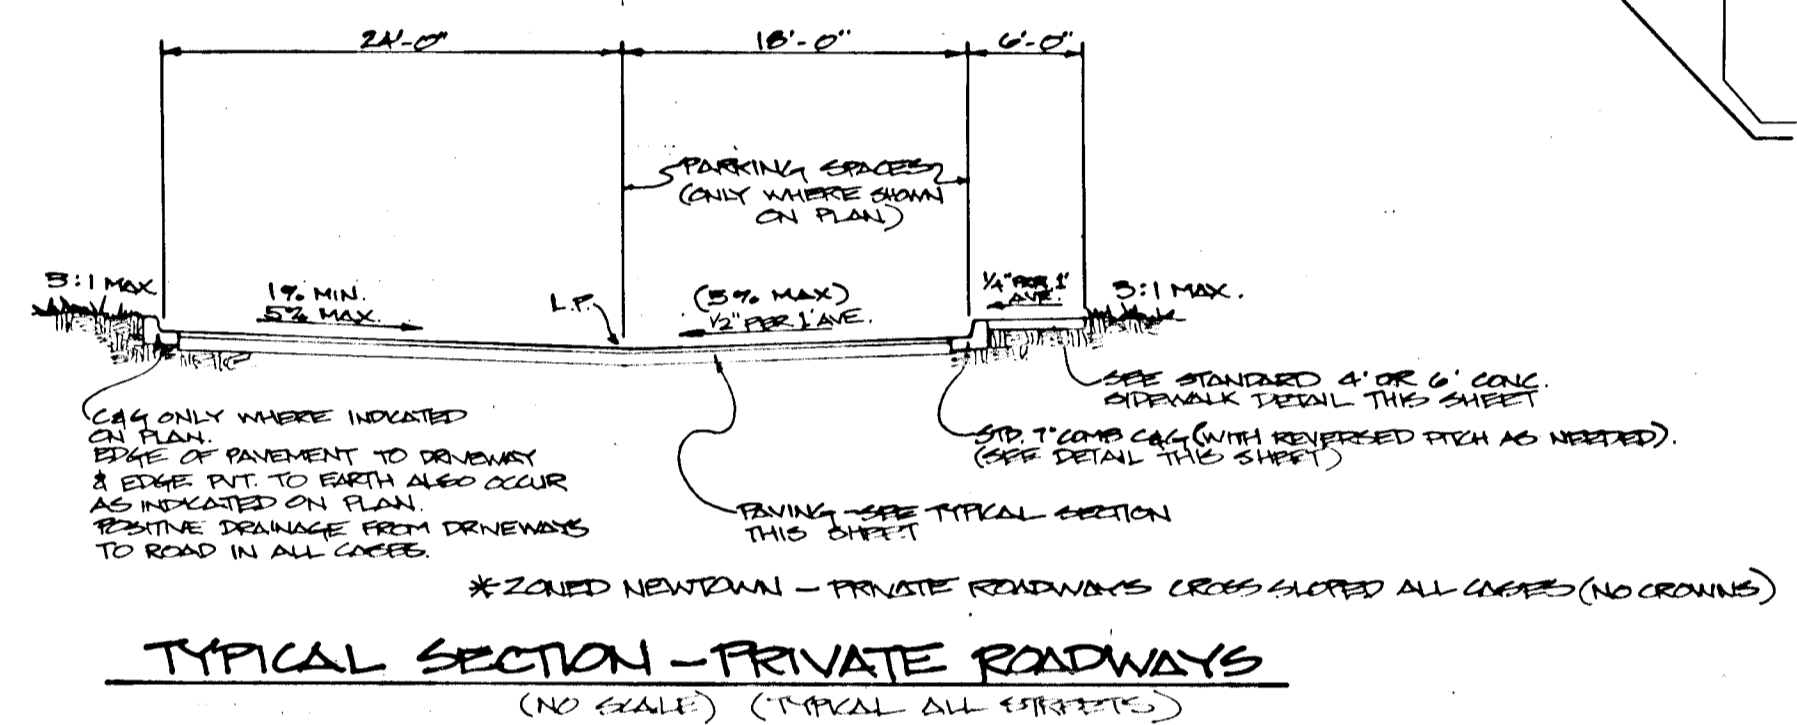 24'-0" 18'-0" 6'-0"
PARKING SPACES
(ONLY WHERE SHOWN
ON PLAN)
3:1 MAX
1% MIN.
5% MAX.
L.P.
(5% MAX)
1/2" PER 1' AVE.
1/4" PER 1'
AVE.
3:1 MAX.
SEE STANDARD 4' OR 6' CONC.
SIDEWALK DETAIL THIS SHEET
C&G ONLY WHERE INDICATED
ON PLAN.
EDGE OF PAVEMENT TO DRIVEWAY
& EDGE PVT. TO EARTH ALSO OCCUR
AS INDICATED ON PLAN.
POSITIVE DRAINAGE FROM DRIVEWAYS
TO ROAD IN ALL CASES.
STD. 7" COMB C&G (WITH REVERSED PITCH AS NEEDED).
(SEE DETAIL THIS SHEET)
PAVING - SEE TYPICAL SECTION
THIS SHEET
*ZONED NEWTOWN - PRIVATE ROADWAYS CROSS SLOPED ALL CASES (NO CROWNS)
TYPICAL SECTION - PRIVATE ROADWAYS
(NO SCALE) (TYPICAL ALL STREETS)